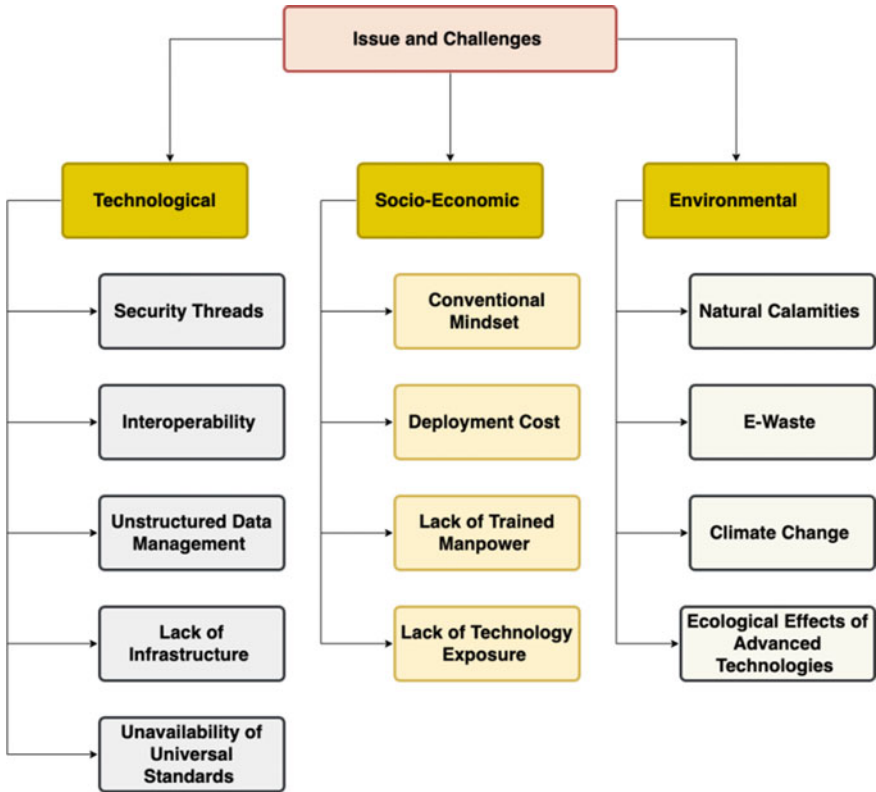 Issue and Challenges
Technological
Socio-Economic
Environmental
Security Threads
Interoperability
Unstructured Data
Management
Lack of
Infrastructure
Unavailability of
Universal
Standards
Conventional
Mindset
Deployment Cost
Lack of Trained
Manpower
Lack of Technology
Exposure
Natural Calamities
E-Waste
Climate Change
Ecological Effects of
Advanced
Technologies